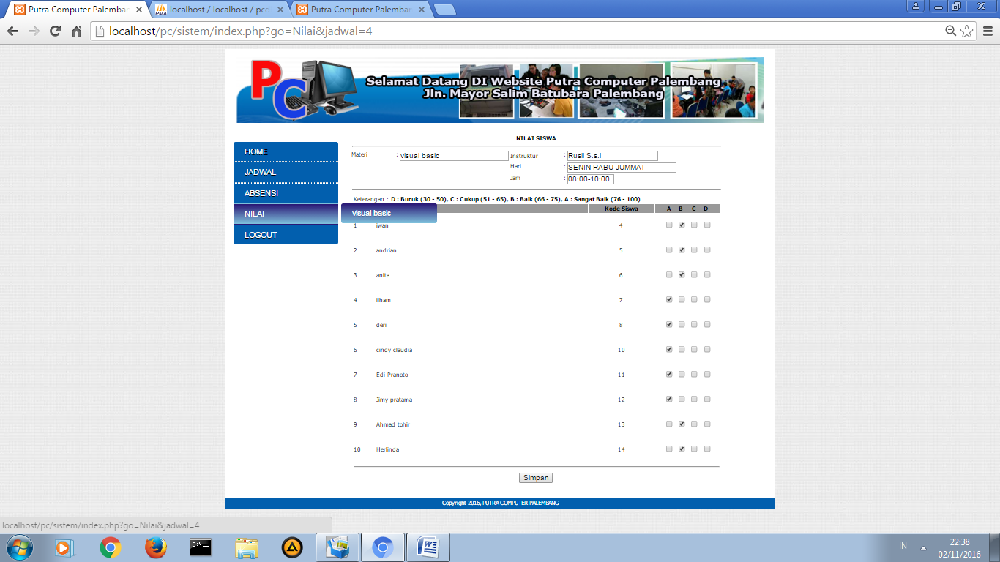 Putra Computer Palembar
localhost / localhost / pcd
Putra Computer Palembar
localhost/pc/sistem/index.php?go=Nilai&jadwal=4
PC
Selamat Datang DI Website Putra Computer Palembang
Jln. Mayor Salim Batubara Palembang
HOME
JADWAL
ABSENSI
NILAI
LOGOUT
visual basic
NILAI SISWA
Materi : visual basic Instruktur : Rusli S.s.i
Hari : SENIN-RABU-JUMMAT
Jam : 08:00-10:00
Keterangan : D : Buruk (30 - 50), C : Cukup (51 - 65), B : Baik (66 - 75), A : Sangat Baik (76 - 100)
Kode Siswa A B C D
1 iwan 4
2 andrian 5
3 anita 6
4 ilham 7
5 deri 8
6 cindy claudia 10
7 Edi Pranoto 11
8 Jimy pratama 12
9 Ahmad tohir 13
10 Herlinda 14
Simpan
Copyright 2016, PUTRA COMPUTER PALEMBANG
localhost/pc/sistem/index.php?go=Nilai&jadwal=4
IN
22:38
02/11/2016